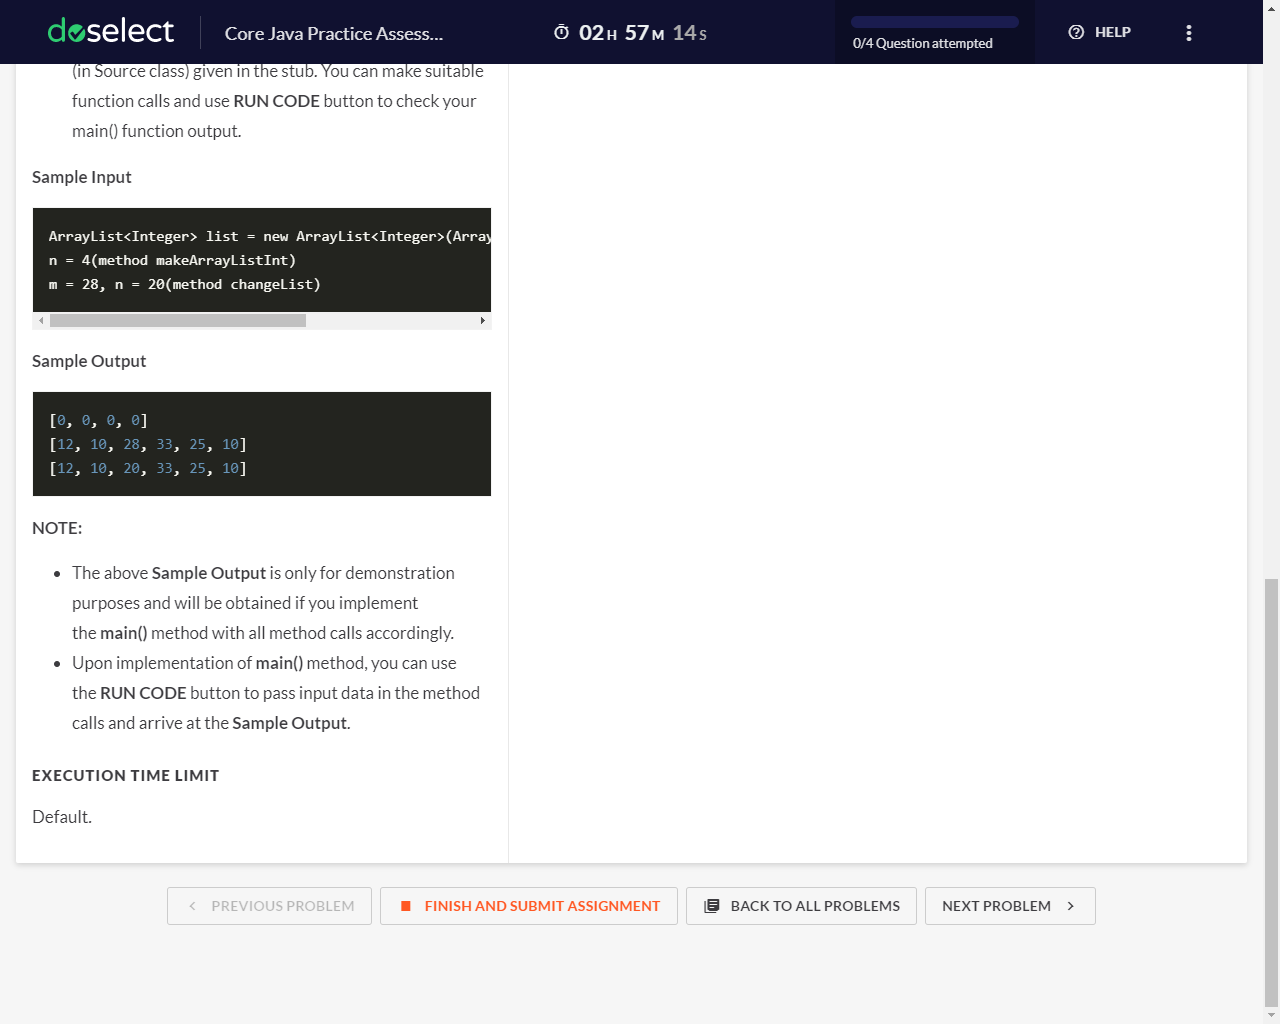 doselect
Core Java Practice Assess...
02H 57M 14S
0/4 Question attempted
HELP
(in Source class) given in the stub. You can make suitable
function calls and use RUN CODE button to check your
main() function output.
Sample Input
ArrayList<Integer> list = new ArrayList<Integer>(Array
n = 4(method makeArrayListInt)
m = 28, n = 20(method changeList)
Sample Output
[0, 0, 0, 0]
[12, 10, 28, 33, 25, 10]
[12, 10, 20, 33, 25, 10]
NOTE:
• The above Sample Output is only for demonstration
purposes and will be obtained if you implement
the main() method with all method calls accordingly.
• Upon implementation of main() method, you can use
the RUN CODE button to pass input data in the method
calls and arrive at the Sample Output.
EXECUTION TIME LIMIT
Default.
PREVIOUS PROBLEM
FINISH AND SUBMIT ASSIGNMENT
BACK TO ALL PROBLEMS
NEXT PROBLEM